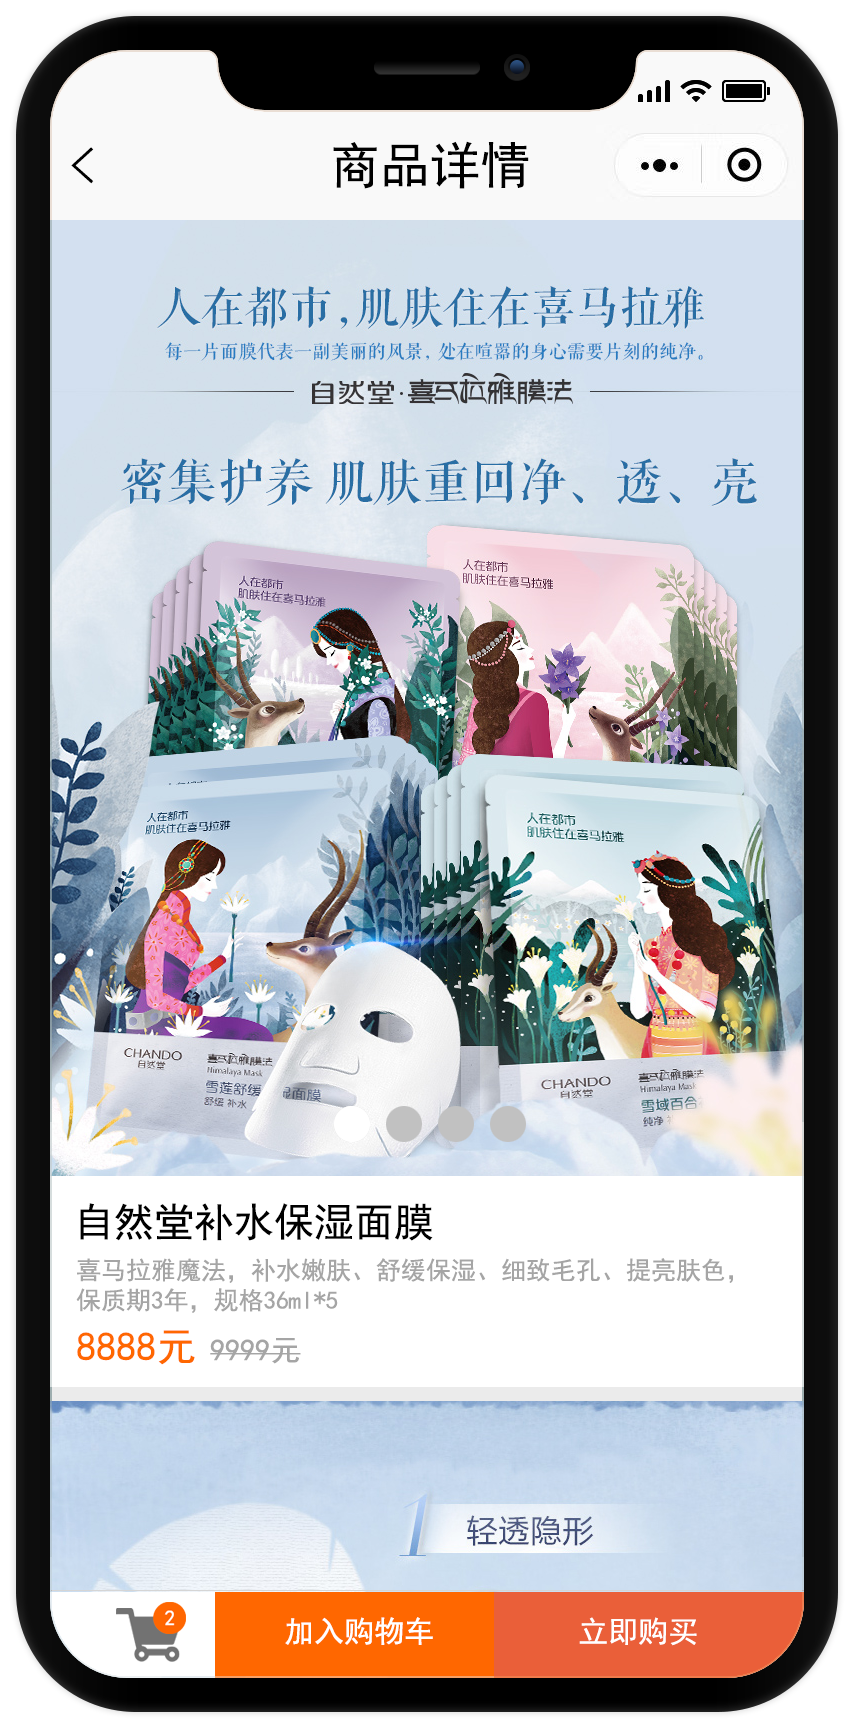 商品详情
人在都市，肌肤住在喜马拉雅
每一片面膜代表一副美丽的风景，处在喧嚣的身心需要片刻的纯净。
自然堂·喜马拉雅膜法
密集护养 肌肤重回净、透、亮
人在都市
肌肤住在喜马拉雅
人在都市
肌肤住在喜马拉雅
人在都市
肌肤住在喜马拉雅
人在都市
肌肤住在喜马拉雅
CHANDO
自然堂
喜马拉雅膜法
Himalaya Mask
雪莲舒缓 湿面膜
舒缓 补水
CHANDO
自然堂
喜马拉雅膜法
Himalaya Mask
雪域百合
纯净
自然堂补水保湿面膜
喜马拉雅魔法，补水嫩肤、舒缓保湿、细致毛孔、提亮肤色，
保质期3年，规格36ml*5
8888元 9999元
1 轻透隐形
2
加入购物车
立即购买